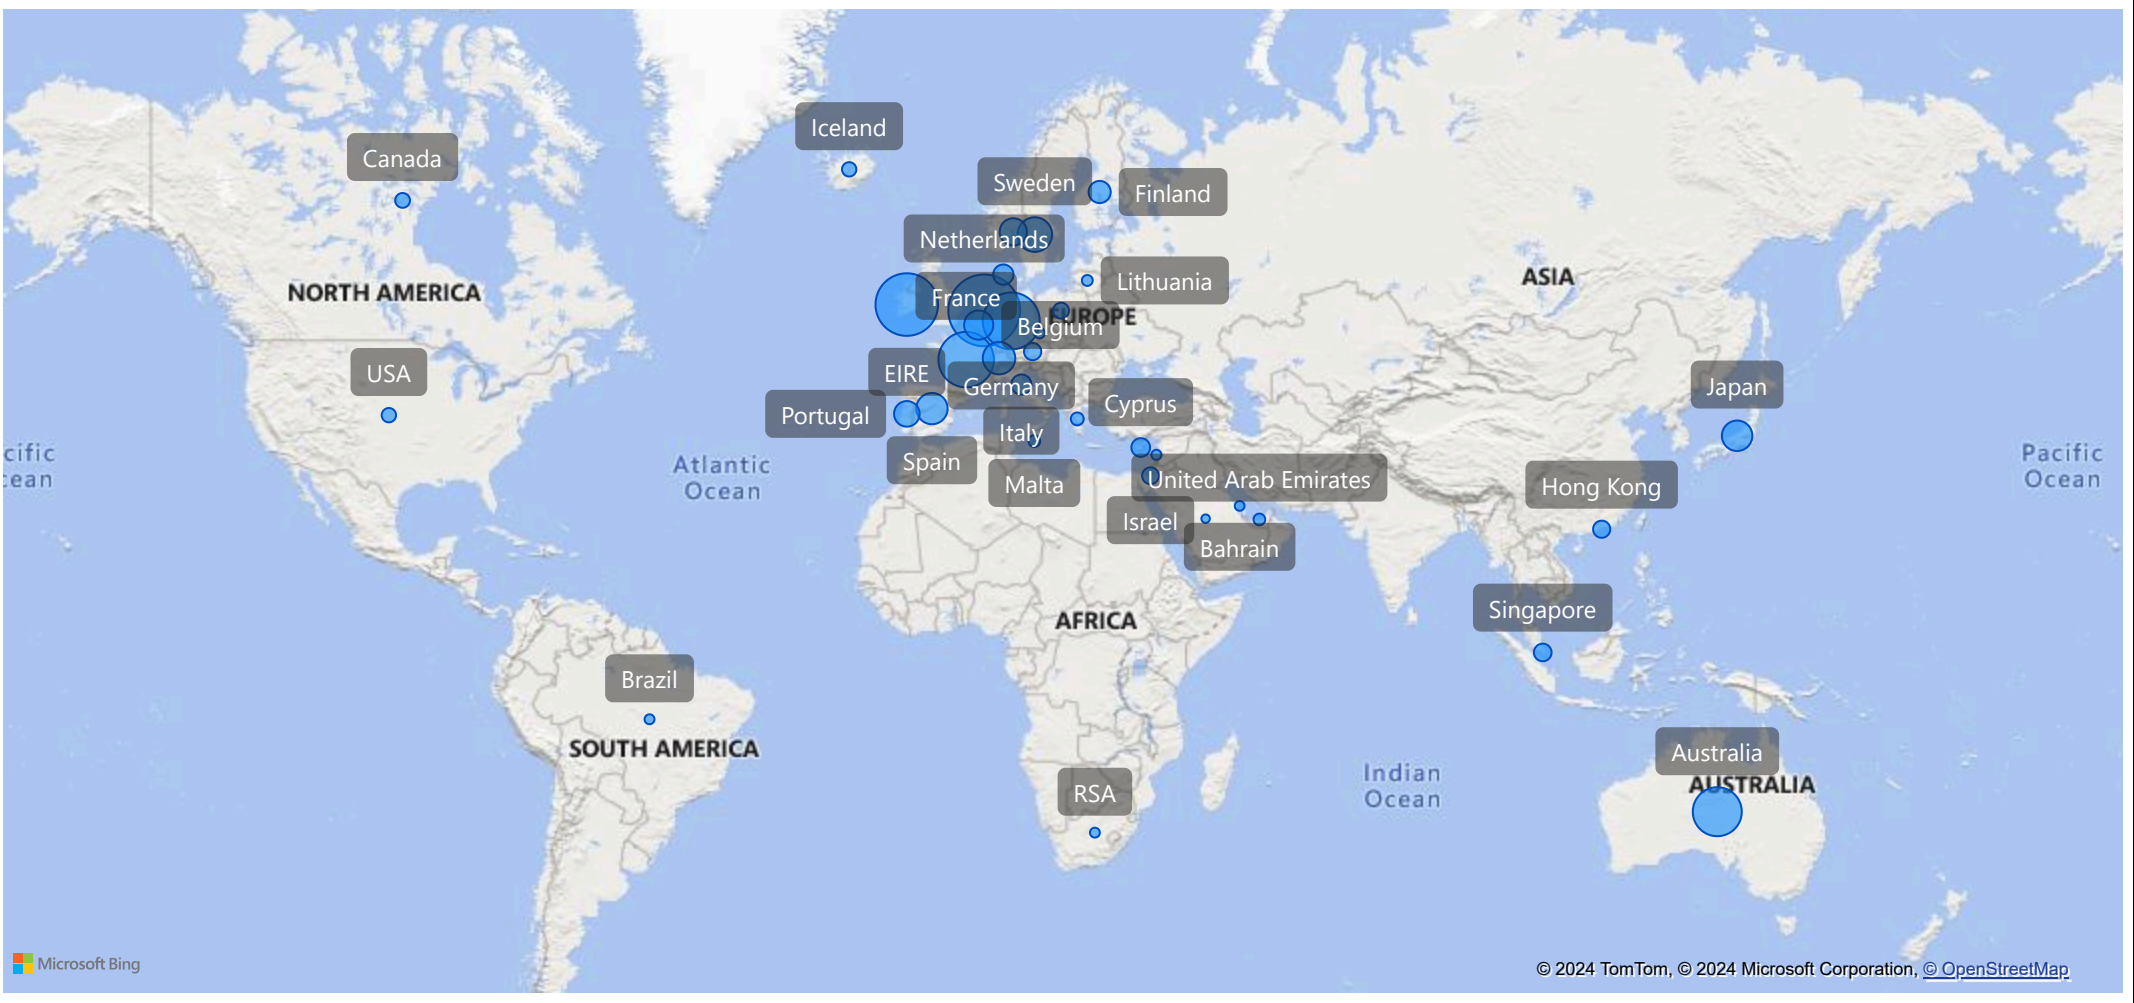 Iceland
Canada
Sweden
Finland
Netherlands
NORTH AMERICA
France
Lithuania
ASIA
EUROPE
Belgium
USA
EIRE
Germany
Japan
Portugal
Cyprus
Italy
Spain
Malta
cific
cean
Atlantic
Ocean
United Arab Emirates
Hong Kong
Pacific
Ocean
Israel
Bahrain
AFRICA
Singapore
Brazil
SOUTH AMERICA
Australia
AUSTRALIA
RSA
Indian
Ocean
Microsoft Bing
© 2024 TomTom, © 2024 Microsoft Corporation, © OpenStreetMap